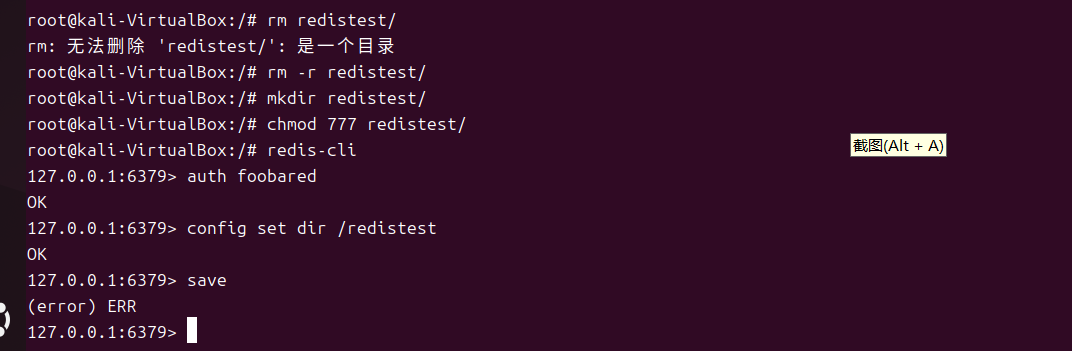 root@kali-VirtualBox:/# rm redistest/
rm: 无法删除 'redistest/': 是一个目录
root@kali-VirtualBox:/# rm -r redistest/
root@kali-VirtualBox:/# mkdir redistest/
root@kali-VirtualBox:/# chmod 777 redistest/
root@kali-VirtualBox:/# redis-cli
截图(Alt + A)
127.0.0.1:6379> auth foobared
OK
127.0.0.1:6379> config set dir /redistest
OK
127.0.0.1:6379> save
(error) ERR
127.0.0.1:6379>